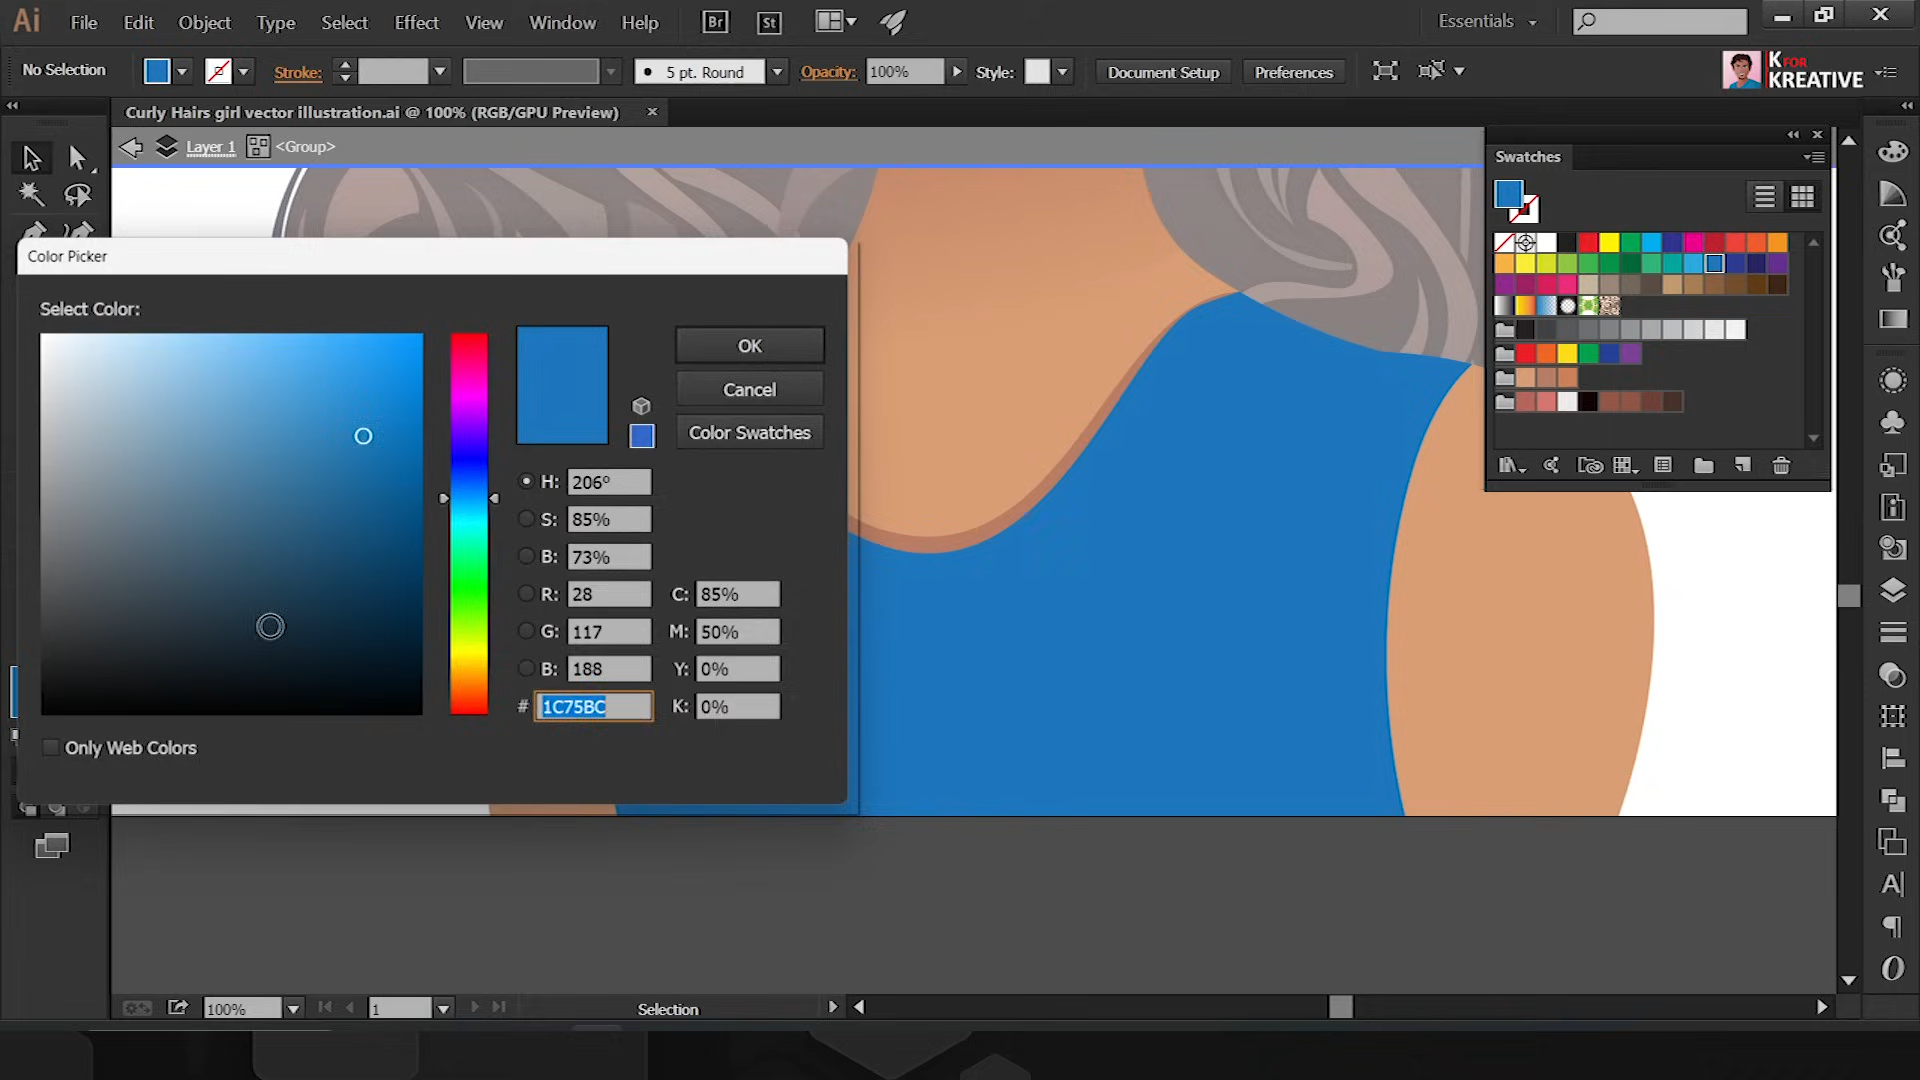 Ai File Edit Object Type Select Effect View Window Help Br St Essentials
No Selection Stroke: 5 pt. Round Opacity: 100% Style: Document Setup Preferences K FOR KREATIVE
Curly Hairs girl vector illustration.ai @ 100% (RGB/GPU Preview)
Layer 1 <Group>
Swatches
Color Picker
Select Color:
OK
Cancel
Color Swatches
H: 206°
S: 85%
B: 73%
R: 28 C: 85%
G: 117 M: 50%
B: 188 Y: 0%
# 1C75BC K: 0%
Only Web Colors
100% 1 Selection